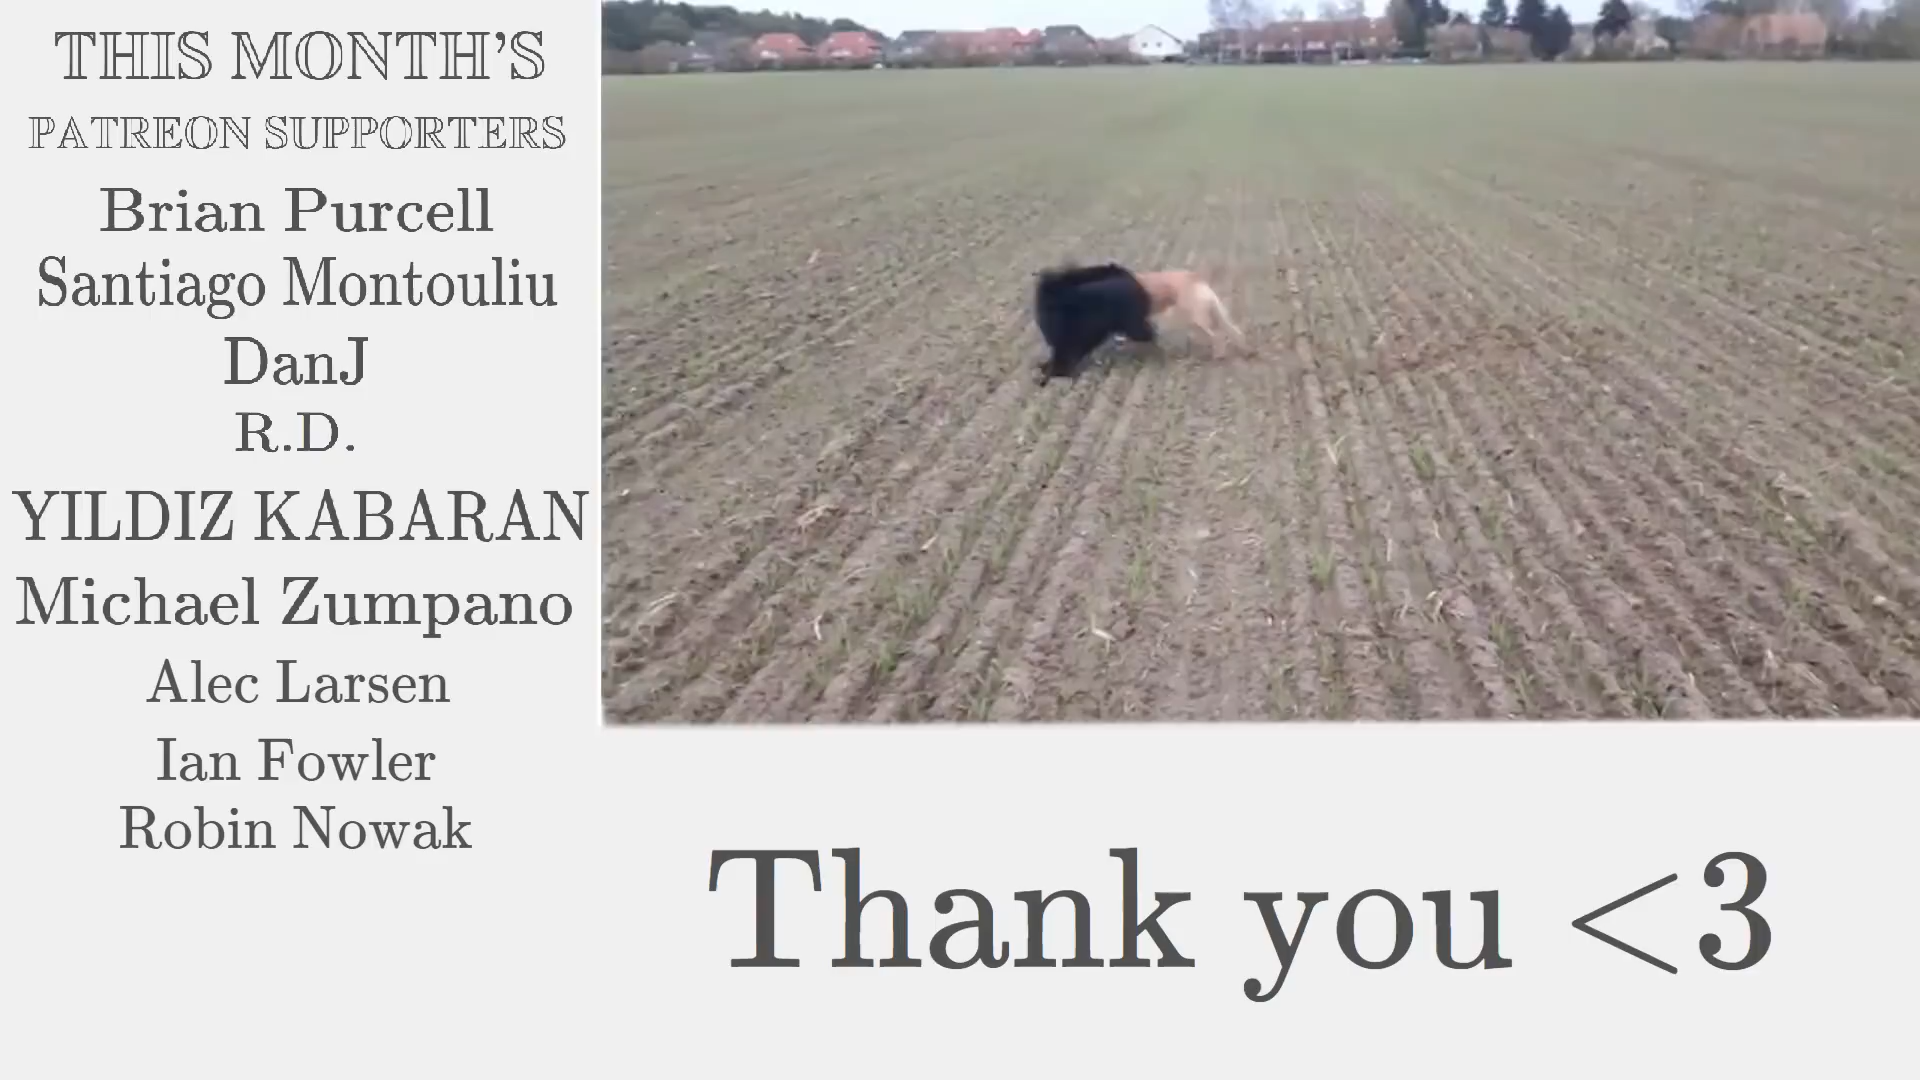 THIS MONTH'S
PATREON SUPPORTERS
Brian Purcell
Santiago Montouliu
DanJ
R.D.
YILDIZ KABARAN
Michael Zumpano
Alec Larsen
Ian Fowler
Robin Nowak
Thank you <3